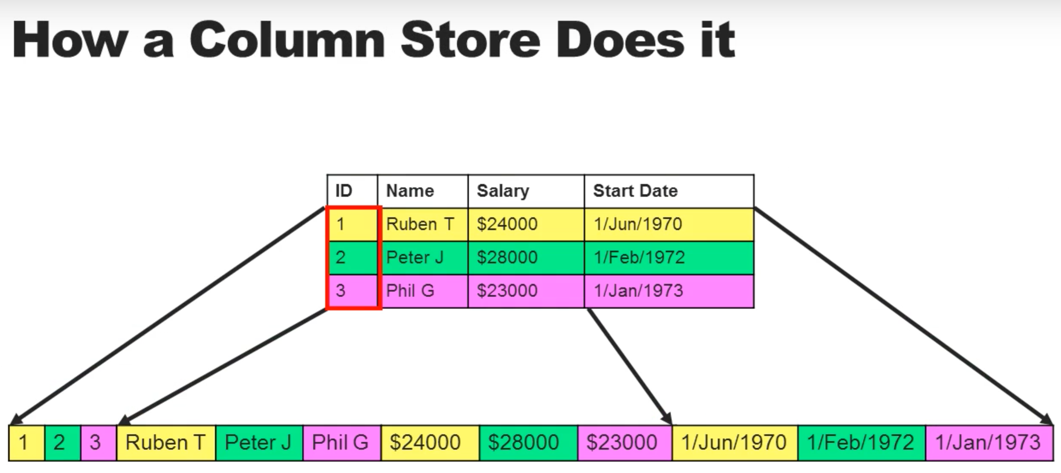 How a Column Store Does it
ID Name Salary Start Date
1 Ruben T $24000 1/Jun/1970
2 Peter J $28000 1/Feb/1972
3 Phil G $23000 1/Jan/1973
1 2 3 Ruben T Peter J Phil G $24000 $28000 $23000 1/Jun/1970 1/Feb/1972 1/Jan/1973